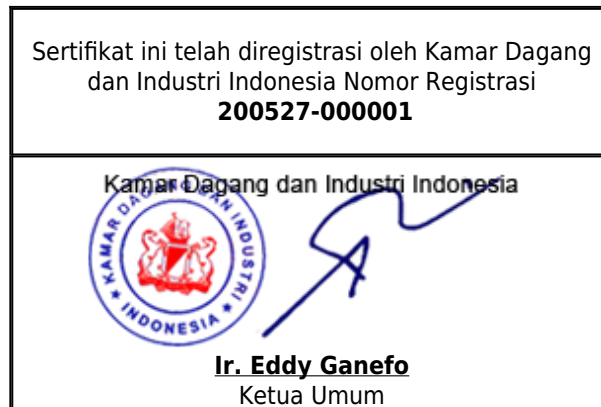 Sertifikat ini telah diregistrasi oleh Kamar Dagang
dan Industri Indonesia Nomor Registrasi
200527-000001
Kamar Dagang dan Industri Indonesia
KAMAR DAGANG DAN INDUSTRI
★ INDONESIA ★
Ir. Eddy Ganefo
Ketua Umum